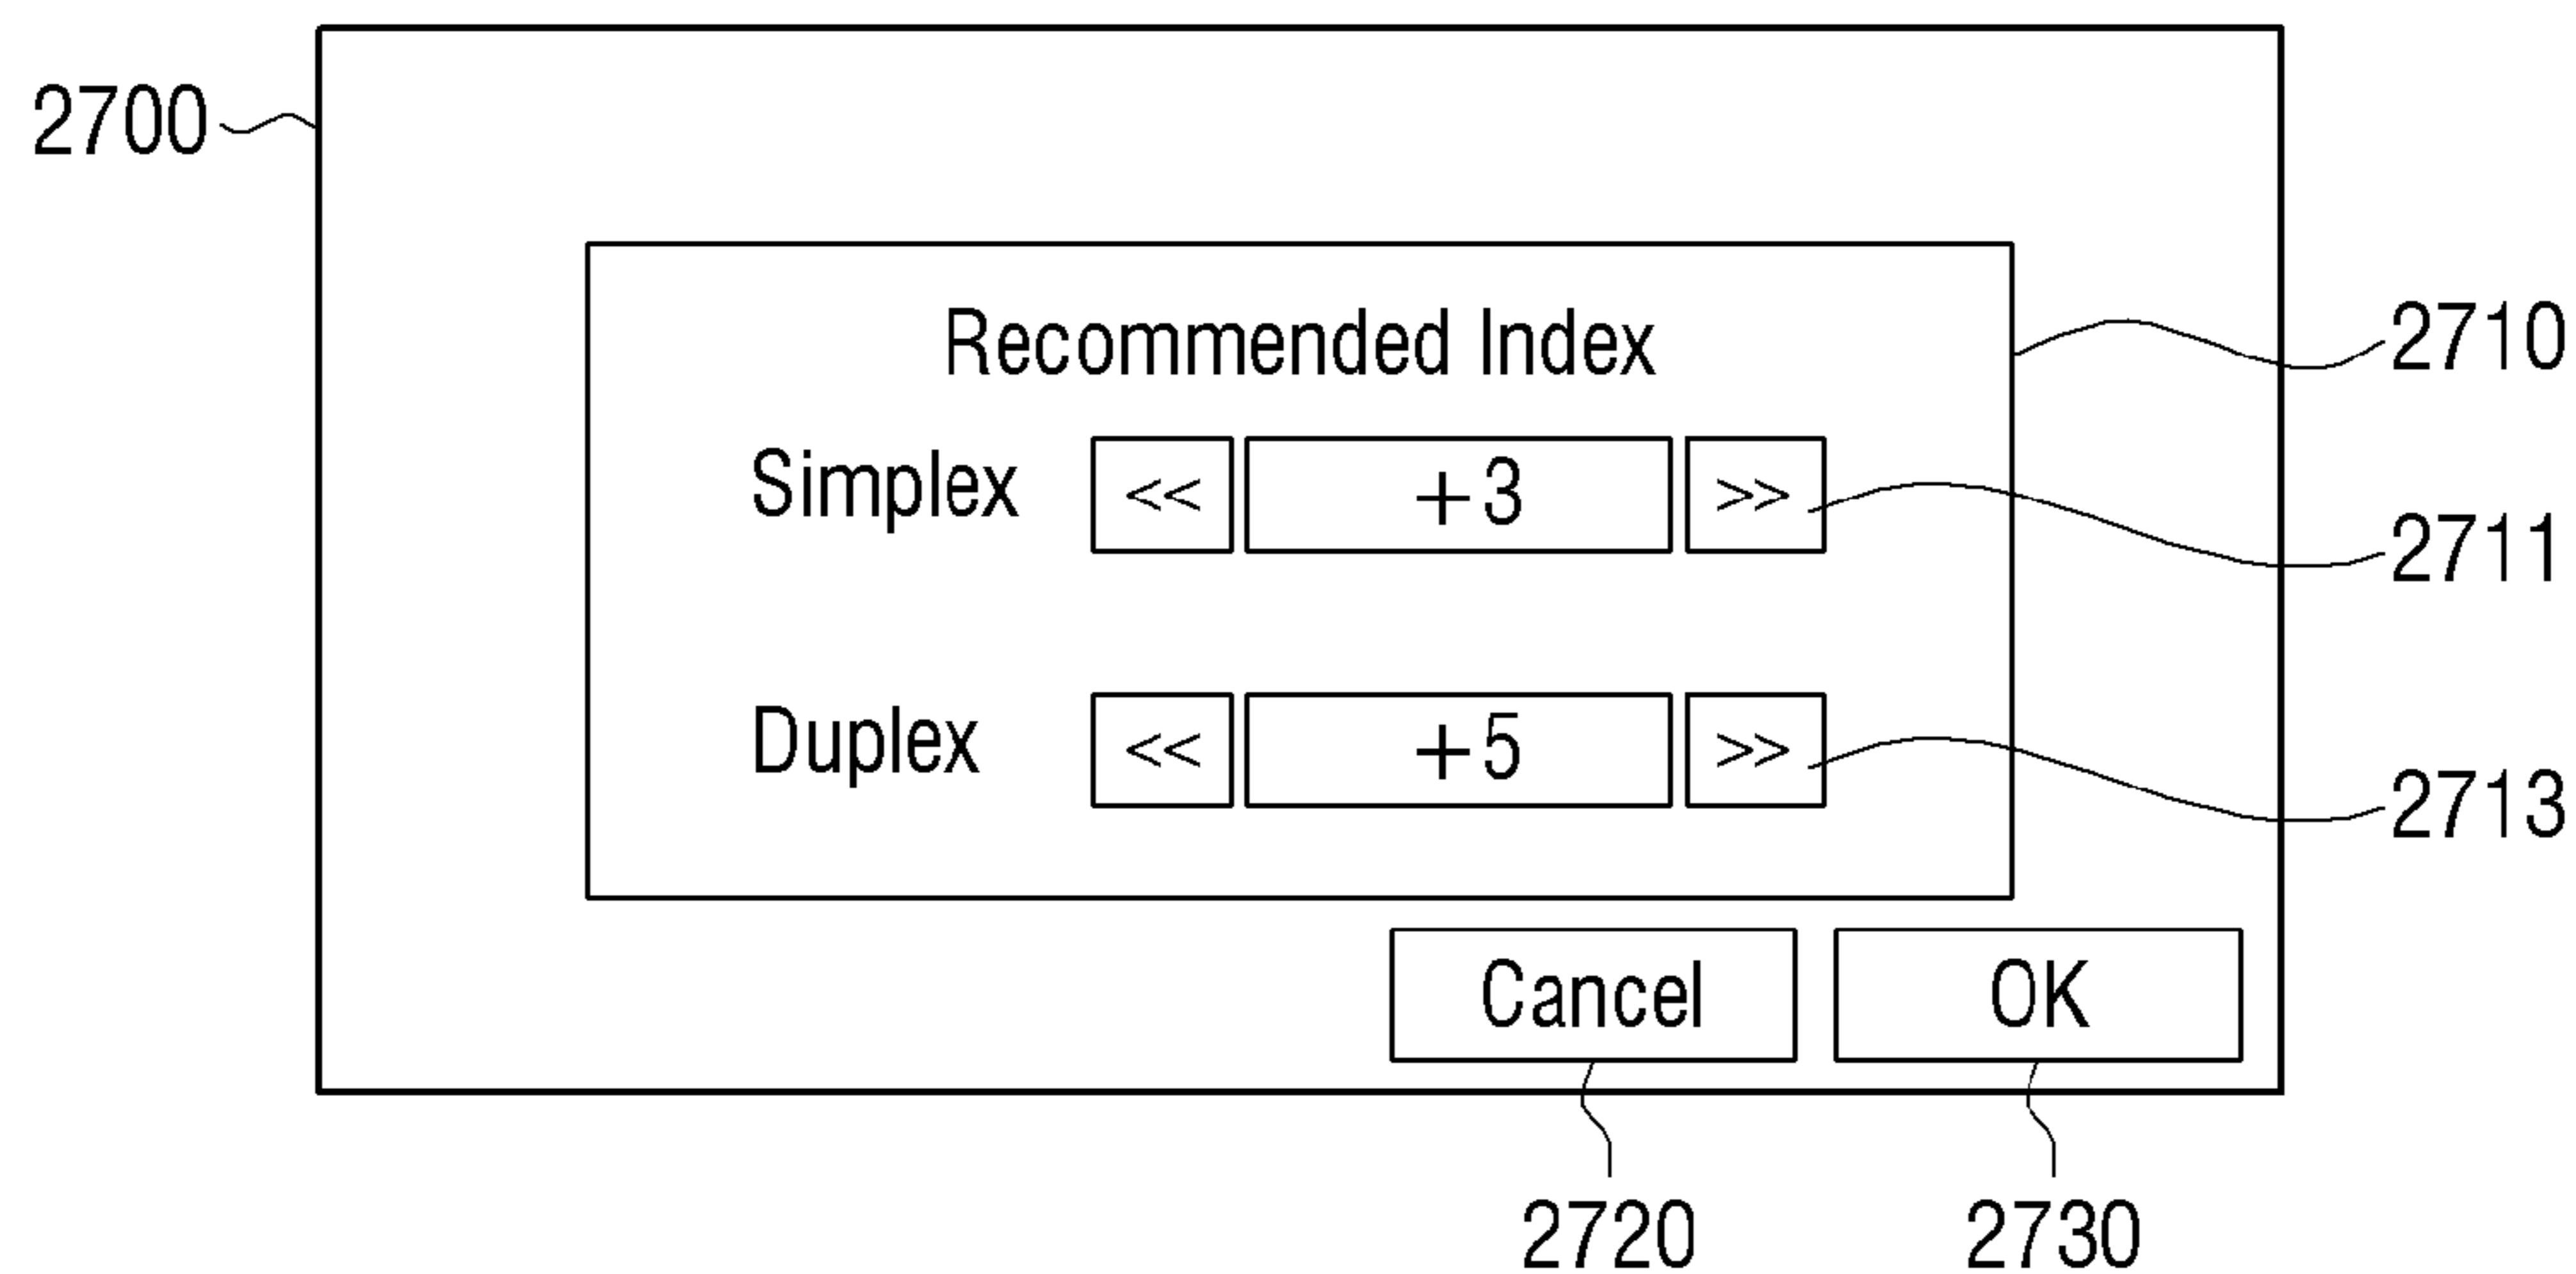 2700
Recommended Index
2710
Simplex << +3 >>
2711
Duplex << +5 >>
2713
Cancel OK
2720 2730